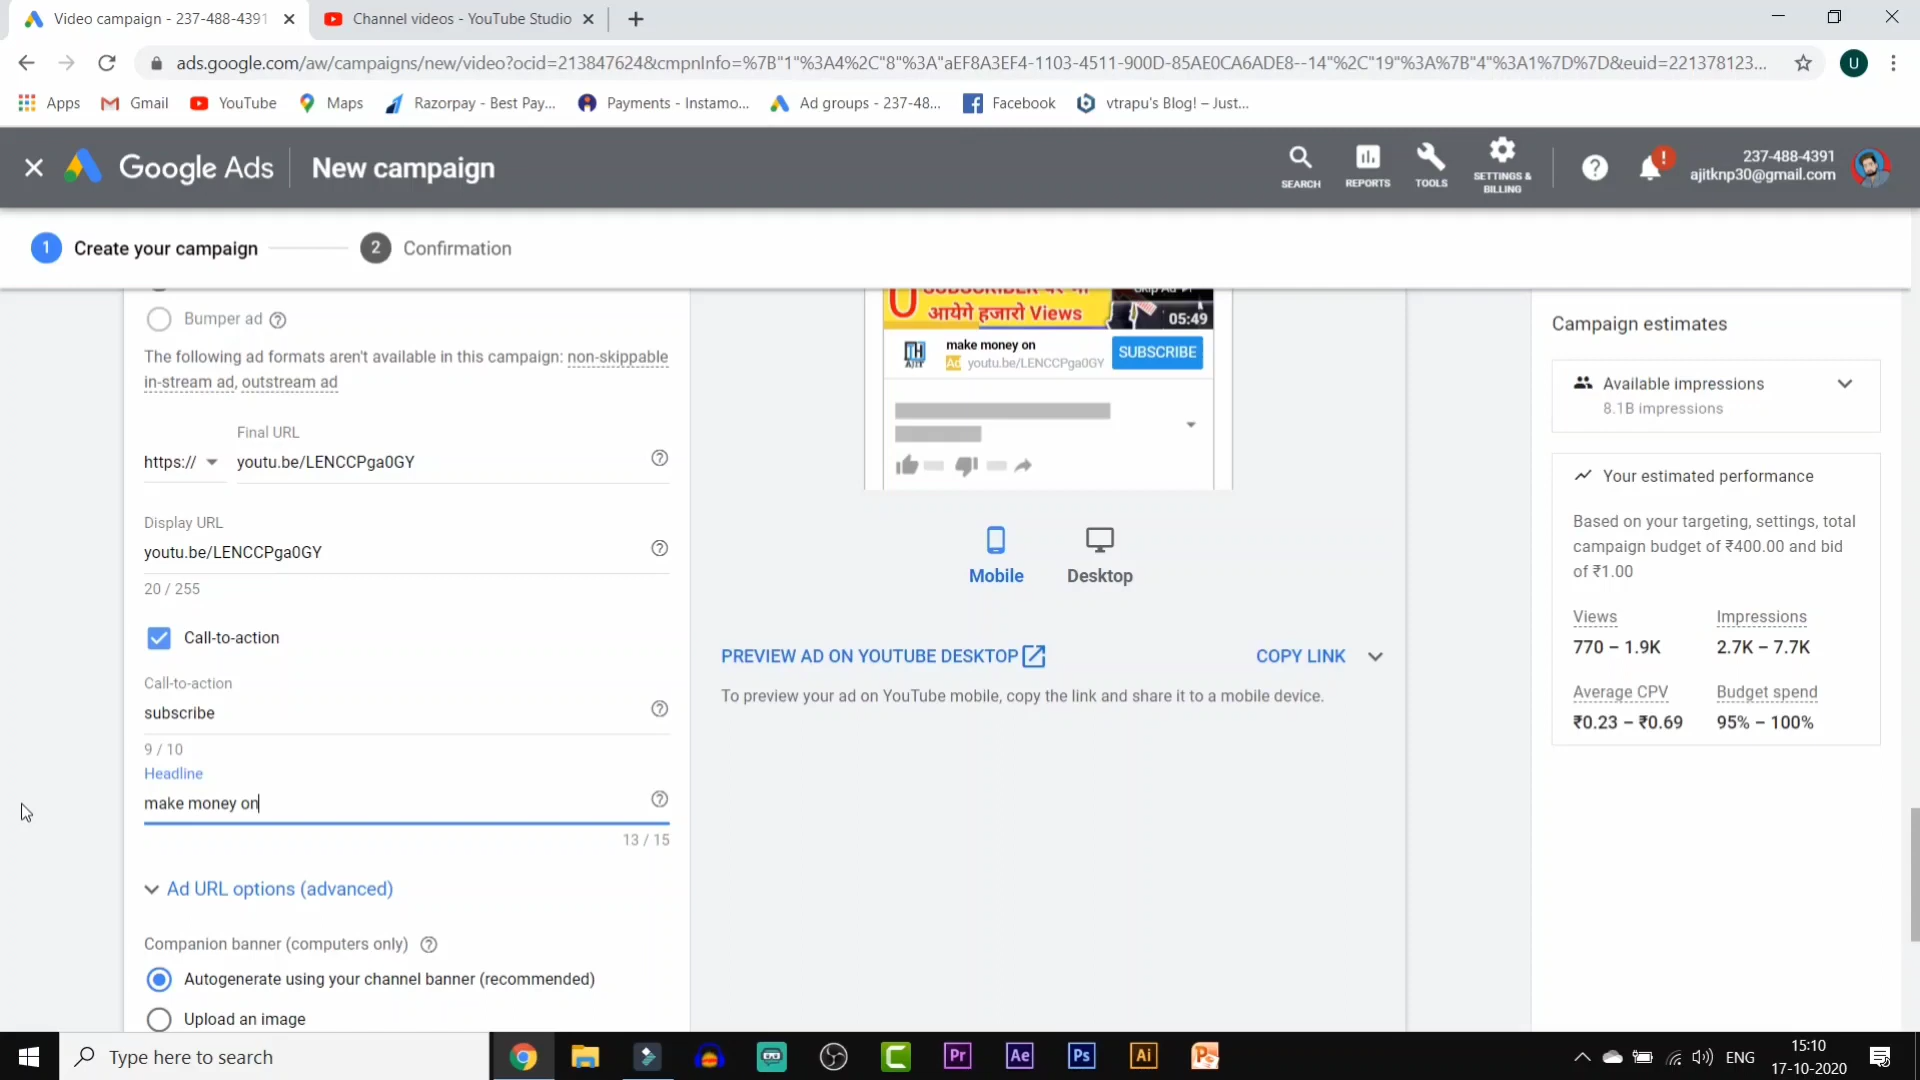 Video campaign - 237-488-4391
Channel videos - YouTube Studio
ads.google.com/aw/campaigns/new/video?ocid=213847624&cmpnInfo=%7B"1"%3A4%2C"8"%3A"aEF8A3EF4-1103-4511-900D-85AE0CA6ADE8--14"%2C"19"%3A%7B"4"%3A1%7D%7D&euid=221378123...
U
Apps
Gmail
YouTube
Maps
Razorpay - Best Pay...
Payments - Instamo...
Ad groups - 237-48...
Facebook
vtrapu's Blog! – Just...
Google Ads
New campaign
SEARCH
REPORTS
TOOLS
SETTINGS &
BILLING
237-488-4391
ajitknp30@gmail.com
1 Create your campaign
2 Confirmation
Bumper ad
The following ad formats aren't available in this campaign: non-skippable
in-stream ad, outstream ad
Final URL
https:// youtu.be/LENCCPga0GY
Display URL
youtu.be/LENCCPga0GY
20 / 255
Call-to-action
Call-to-action
subscribe
9 / 10
Headline
make money on
13 / 15
Ad URL options (advanced)
Companion banner (computers only)
Autogenerate using your channel banner (recommended)
Upload an image
आयेगे हजारो Views
05:49
make money on
Ad youtu.be/LENCCPga0GY
SUBSCRIBE
Mobile
Desktop
PREVIEW AD ON YOUTUBE DESKTOP
COPY LINK
To preview your ad on YouTube mobile, copy the link and share it to a mobile device.
Campaign estimates
Available impressions
8.1B impressions
Your estimated performance
Based on your targeting, settings, total
campaign budget of ₹400.00 and bid
of ₹1.00
Views
Impressions
770 – 1.9K
2.7K – 7.7K
Average CPV
Budget spend
₹0.23 – ₹0.69
95% – 100%
Type here to search
Pr
Ae
Ps
Ai
ENG
15:10
17-10-2020